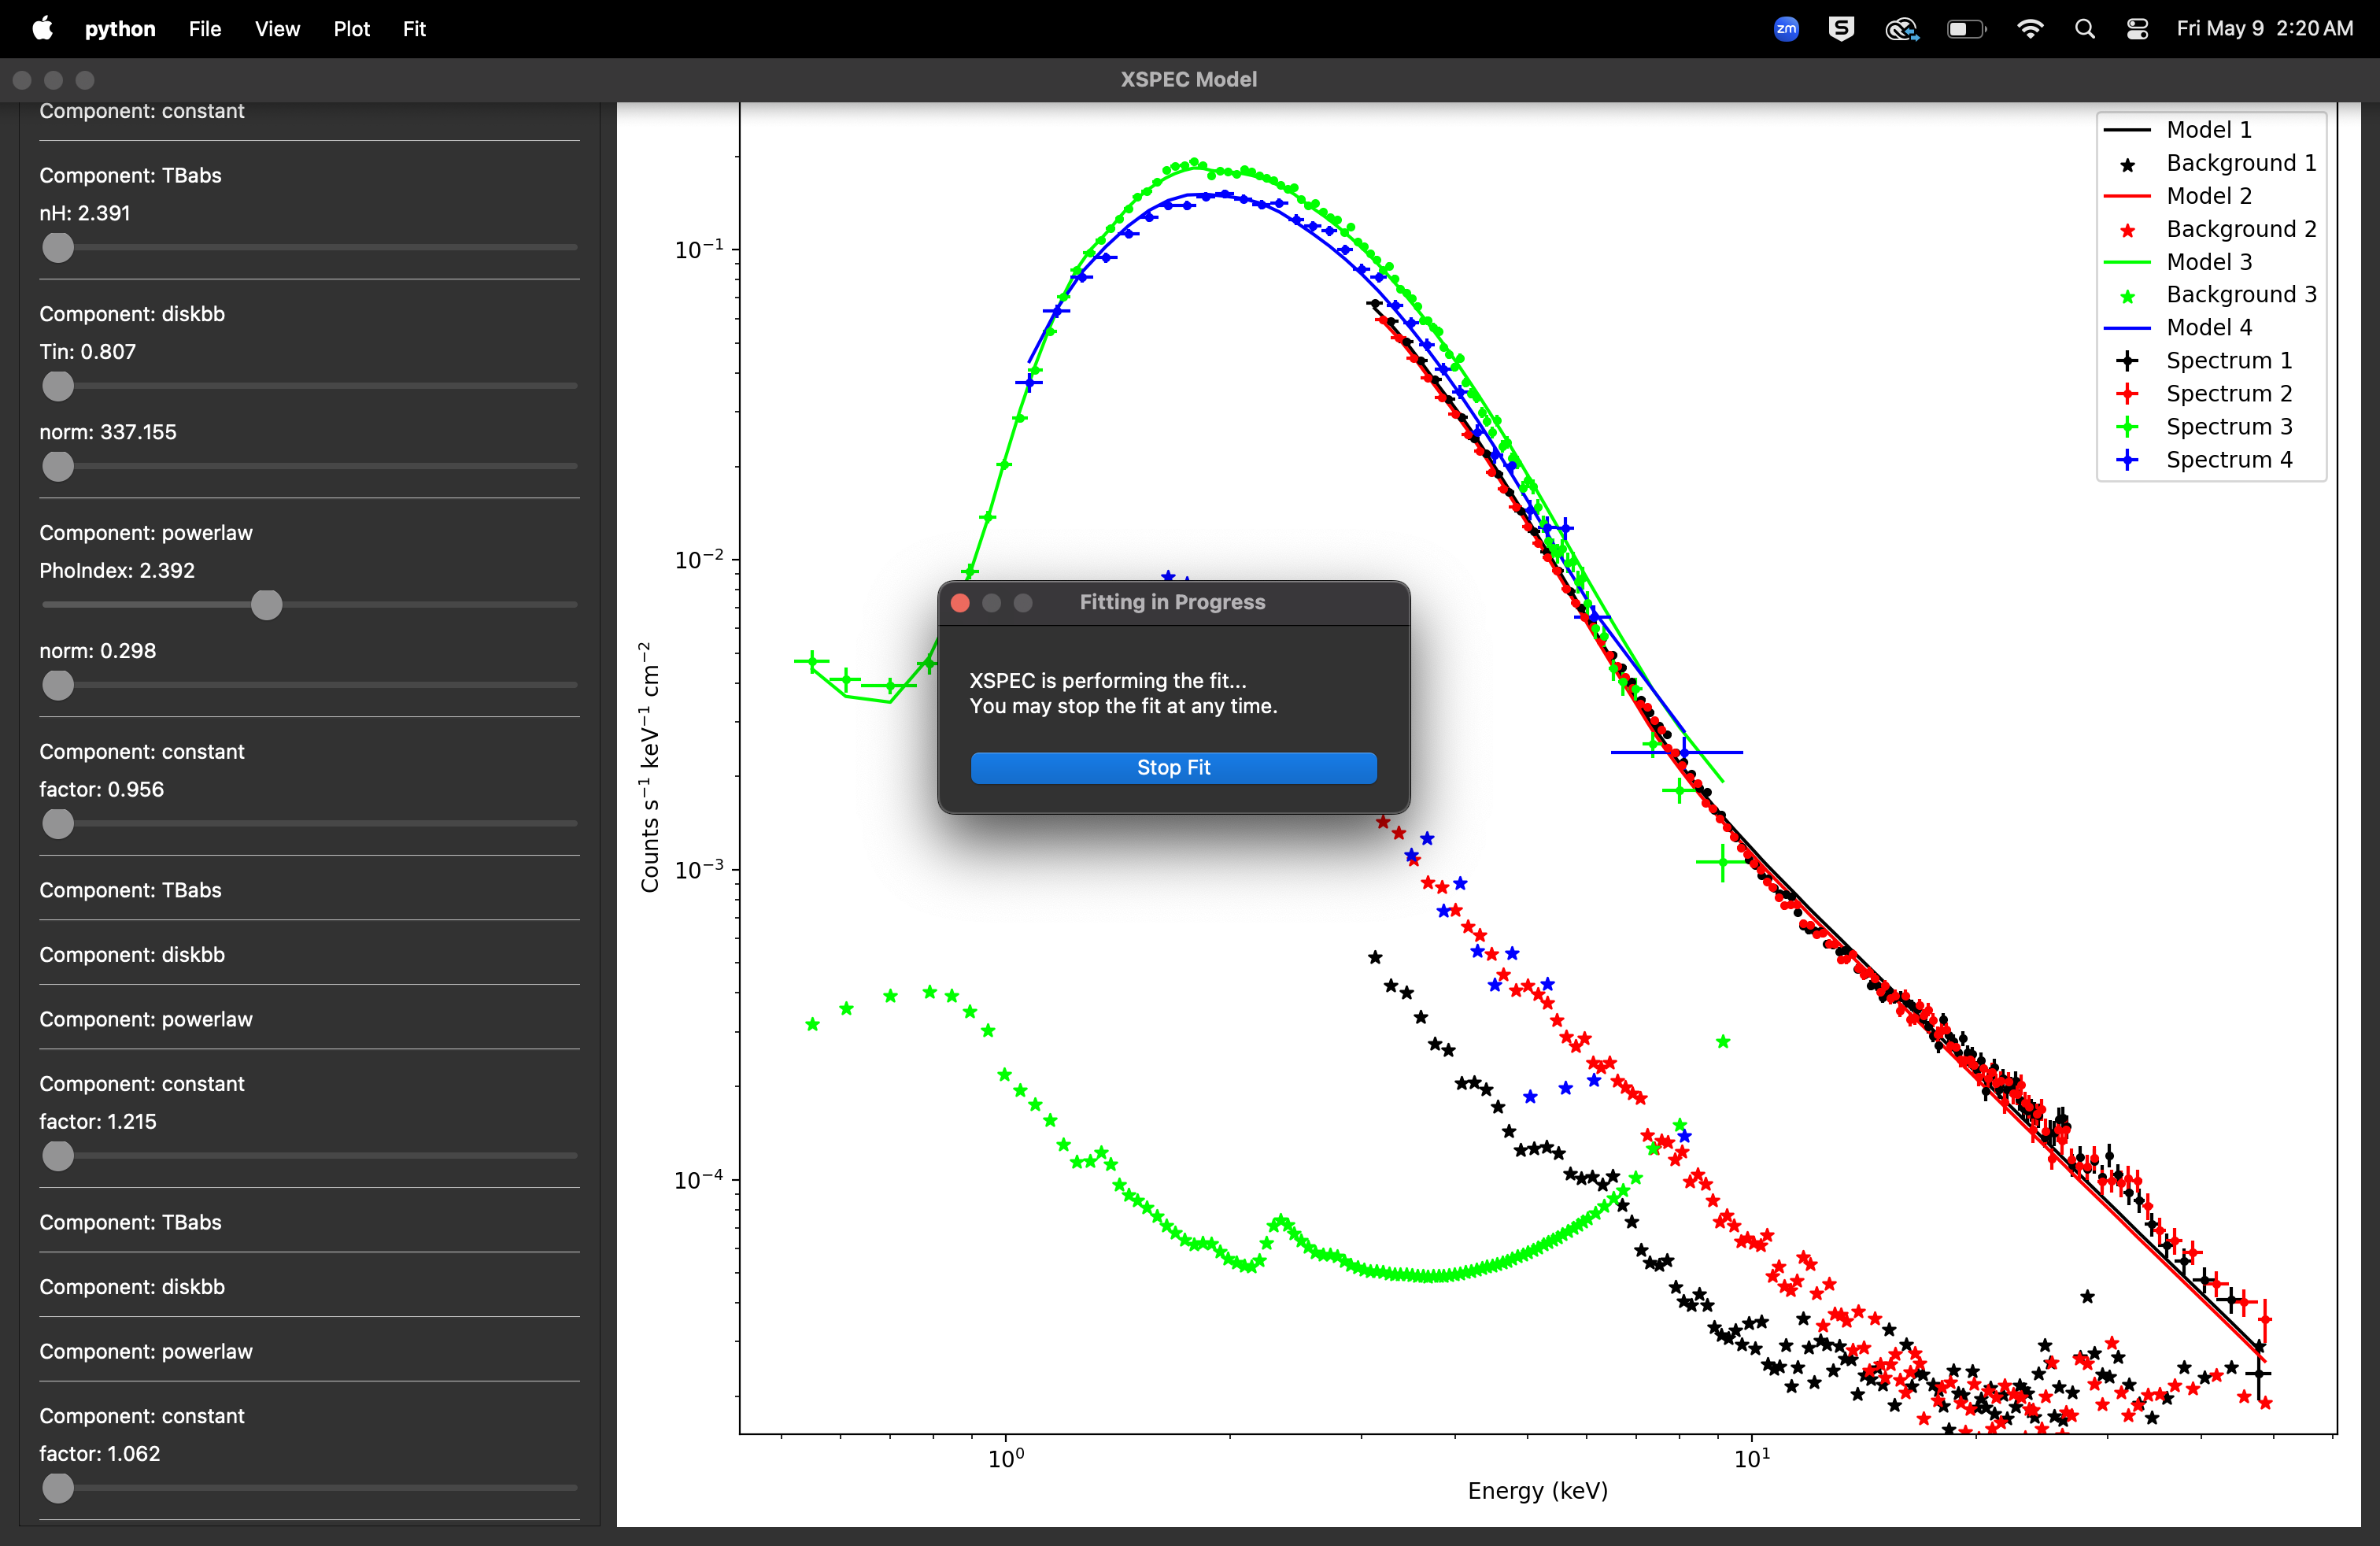 python File View Plot Fit
zm S Fri May 9 2:20 AM
XSPEC Model
Component: constant
Component: TBabs
nH: 2.391
Component: diskbb
Tin: 0.807
norm: 337.155
Component: powerlaw
PhoIndex: 2.392
norm: 0.298
Component: constant
factor: 0.956
Component: TBabs
Component: diskbb
Component: powerlaw
Component: constant
factor: 1.215
Component: TBabs
Component: diskbb
Component: powerlaw
Component: constant
factor: 1.062
Counts s⁻¹ keV⁻¹ cm⁻²
10⁻¹
10⁻²
10⁻³
10⁻⁴
10⁰ 10¹
Energy (keV)
Model 1
Background 1
Model 2
Background 2
Model 3
Background 3
Model 4
Spectrum 1
Spectrum 2
Spectrum 3
Spectrum 4
Fitting in Progress
XSPEC is performing the fit...
You may stop the fit at any time.
Stop Fit